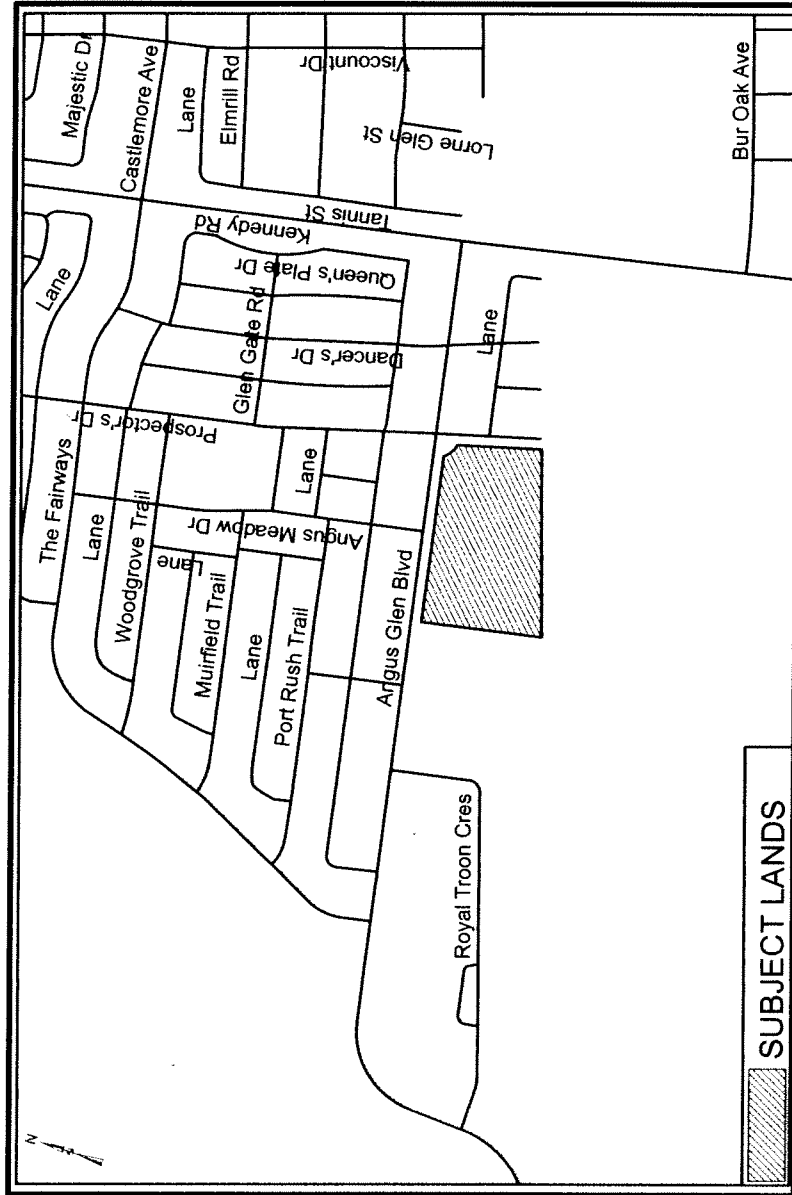 Majestic Dr
Castlemore Ave
Lane
Elmrill Rd
Viscount Dr
Lorne Glen St
Tannis St
Kennedy Rd
Bur Oak Ave
Lane
Queen's Plate Dr
Glen Gate Rd
Dancer's Dr
Lane
Prospector's Dr
The Fairways
Lane
Woodgrove Trail
Lane
Angus Meadow Dr
Lane
Muirfield Trail
Lane
Port Rush Trail
Angus Glen Blvd
Royal Troon Cres
N
SUBJECT LANDS